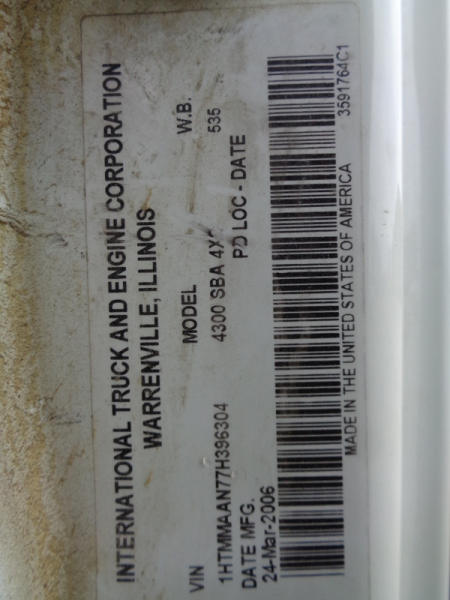 INTERNATIONAL TRUCK AND ENGINE CORPORATION
WARRENVILLE, ILLINOIS
VIN MODEL W.B.
1HTMMAAN77H396304 4300 SBA 535
DATE MFG. PD LOC - DATE
24-Mar-2006
MADE IN THE UNITED STATES OF AMERICA 3591764C1